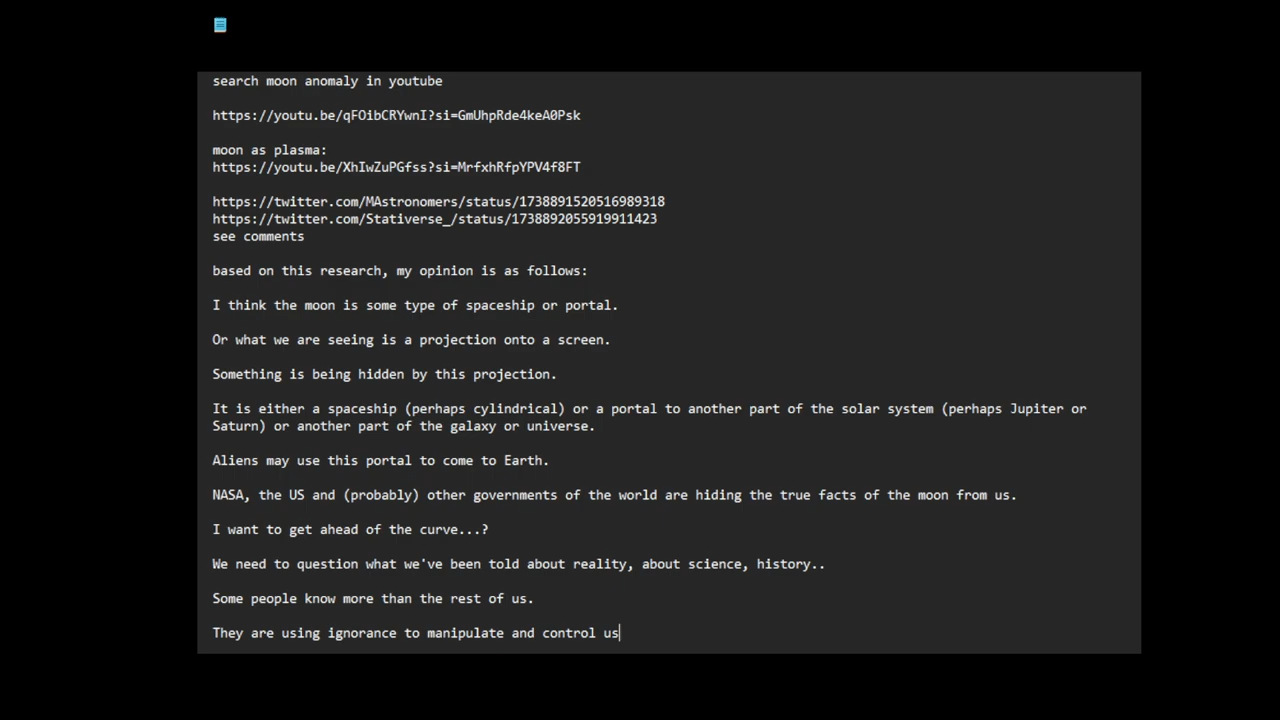 search moon anomaly in youtube
https://youtu.be/qFOibCRYwnI?si=GmUhpRde4keA0Psk
moon as plasma:
https://youtu.be/XhIwZuPGfss?si=MrfxhRfpYPV4f8FT
https://twitter.com/MAstronomers/status/1738891520516989318
https://twitter.com/Stativerse_/status/1738892055919911423
see comments
based on this research, my opinion is as follows:
I think the moon is some type of spaceship or portal.
Or what we are seeing is a projection onto a screen.
Something is being hidden by this projection.
It is either a spaceship (perhaps cylindrical) or a portal to another part of the solar system (perhaps Jupiter or
Saturn) or another part of the galaxy or universe.
Aliens may use this portal to come to Earth.
NASA, the US and (probably) other governments of the world are hiding the true facts of the moon from us.
I want to get ahead of the curve...?
We need to question what we've been told about reality, about science, history..
Some people know more than the rest of us.
They are using ignorance to manipulate and control us